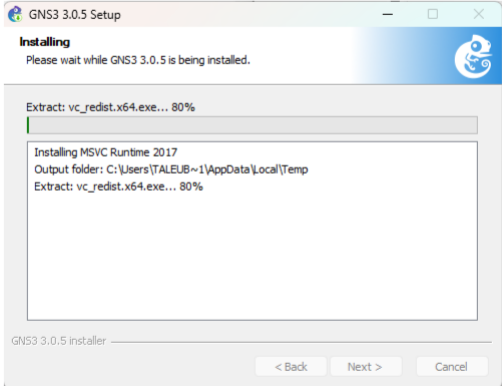 GNS3 3.0.5 Setup
Installing
Please wait while GNS3 3.0.5 is being installed.
Extract: vc_redist.x64.exe... 80%
Installing MSVC Runtime 2017
Output folder: C:\Users\TALEUB~1\AppData\Local\Temp
Extract: vc_redist.x64.exe... 80%
GNS3 3.0.5 installer
< Back
Next >
Cancel